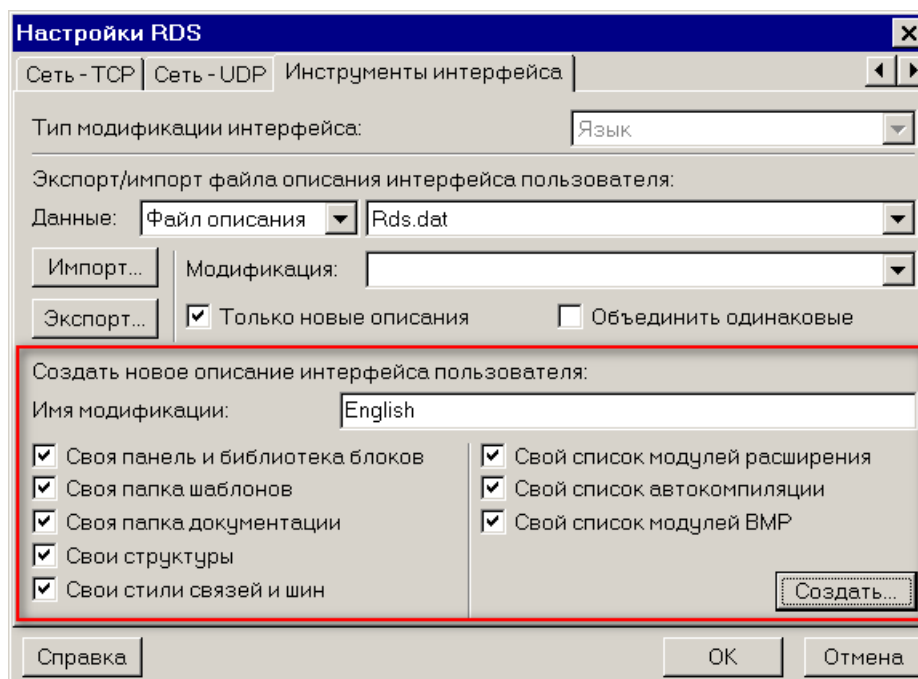 Настройки RDS
Сеть - TCP Сеть - UDP Инструменты интерфейса
Тип модификации интерфейса: Язык
Экспорт/импорт файла описания интерфейса пользователя:
Данные: Файл описания Rds.dat
Импорт... Модификация:
Экспорт... Только новые описания Объединить одинаковые
Создать новое описание интерфейса пользователя:
Имя модификации: English
Своя панель и библиотека блоков Свой список модулей расширения
Своя папка шаблонов Свой список автокомпиляции
Своя папка документации Свой список модулей BMP
Свои структуры
Свои стили связей и шин Создать...
Справка OK Отмена